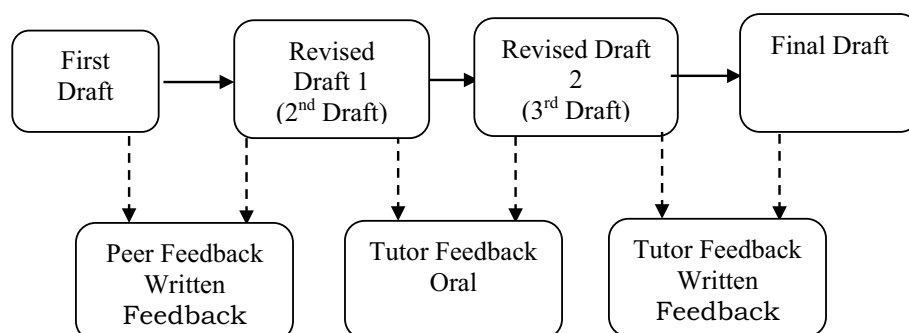 First
Draft
Revised
Draft 1
(2nd Draft)
Revised Draft
2
(3rd Draft)
Final Draft
Peer Feedback
Written
Feedback
Tutor Feedback
Oral
Tutor Feedback
Written
Feedback